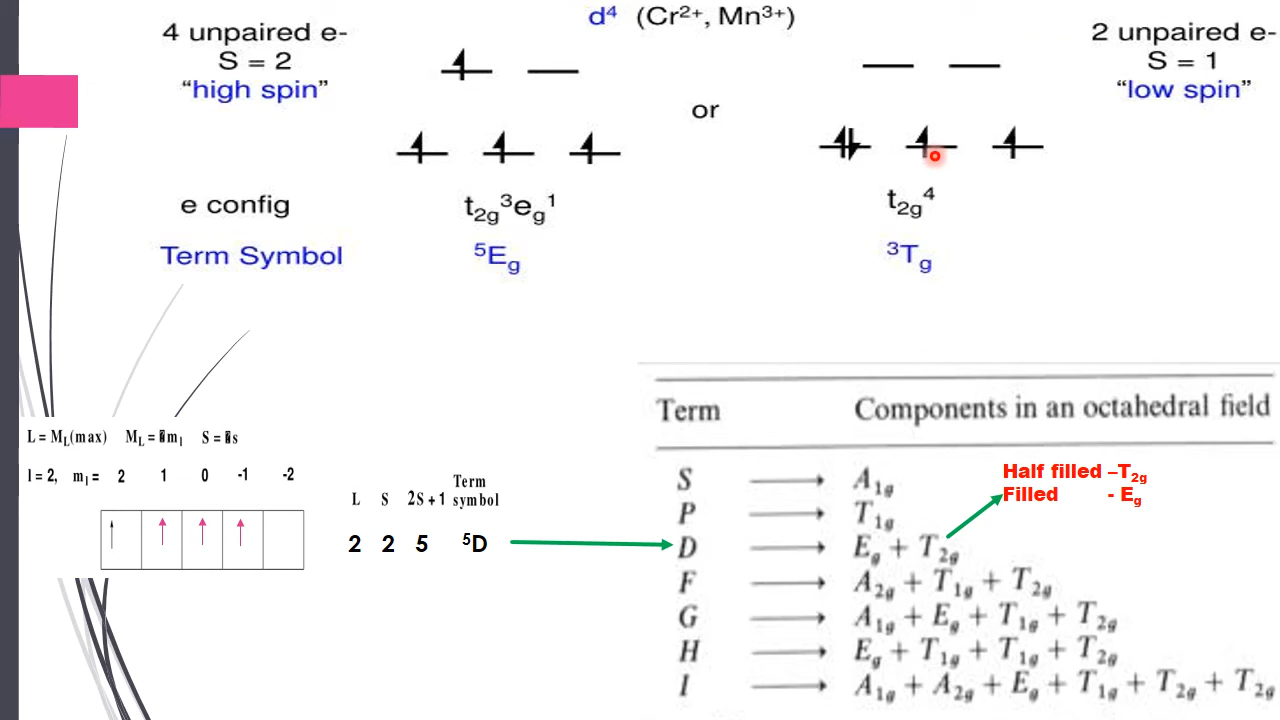 d⁴ (Cr²⁺, Mn³⁺)
4 unpaired e-
S = 2
“high spin”
or
2 unpaired e-
S = 1
“low spin”
e config
t₂g³eg¹
t₂g⁴
Term Symbol
⁵Eg
³Tg
L = ML(max) ML = ml S = s
l = 2, ml = 2 1 0 -1 -2
L S 2S + 1 Term symbol
2 2 5 ⁵D
Term Components in an octahedral field
S A₁g
P T₁g
D Eg + T₂g
F A₂g + T₁g + T₂g
G A₁g + Eg + T₁g + T₂g
H Eg + T₁g + T₁g + T₂g
I A₁g + A₂g + Eg + T₁g + T₂g + T₂g
Half filled –T₂g
Filled - Eg